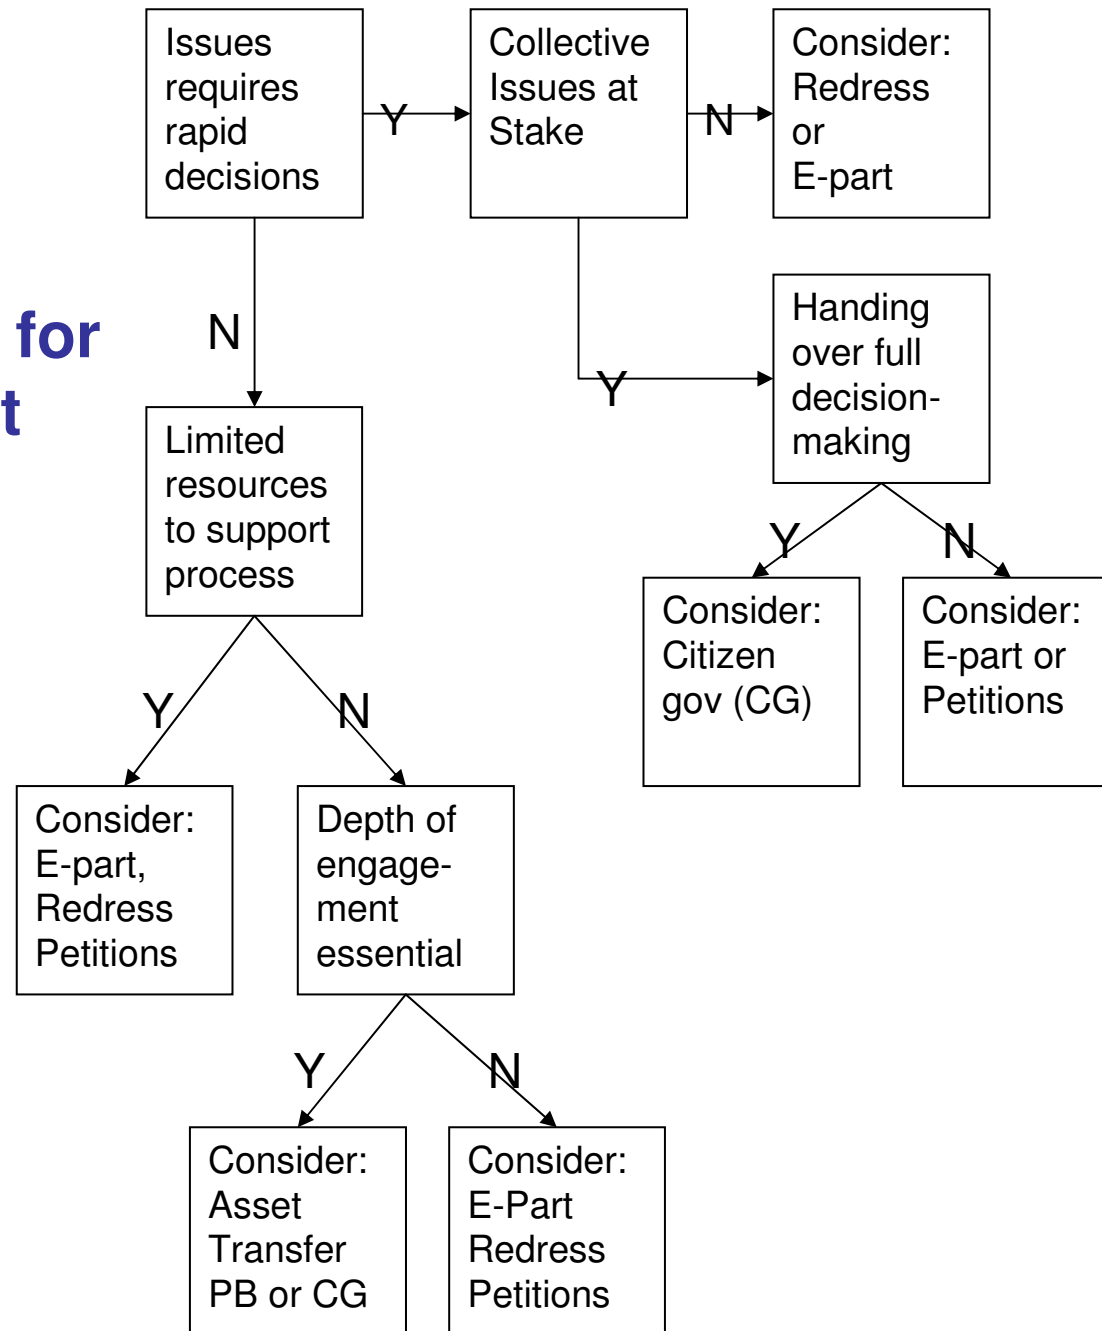 Issues
requires
rapid
decisions
Y
Collective
Issues at
Stake
N
Consider:
Redress
or
E-part
for
t
N
Y
Handing
over full
decision-
making
Limited
resources
to support
process
Y
N
Consider:
Citizen
gov (CG)
Consider:
E-part or
Petitions
Y
N
Consider:
E-part,
Redress
Petitions
Depth of
engage-
ment
essential
Y
N
Consider:
Asset
Transfer
PB or CG
Consider:
E-Part
Redress
Petitions